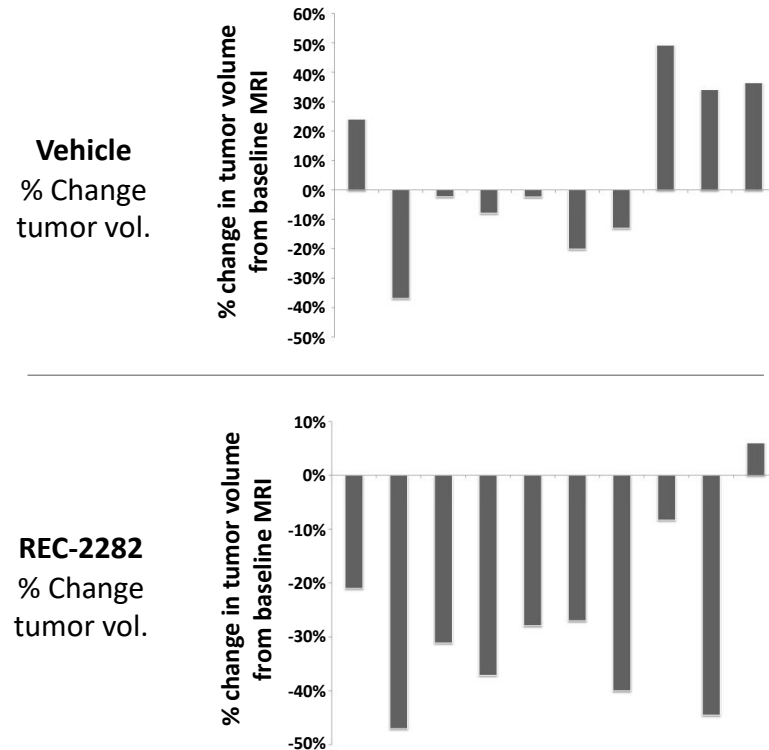 Vehicle
% Change
tumor vol.
% change in tumor volume
from baseline MRI
60%
50%
40%
30%
20%
10%
0%
-10%
-20%
-30%
-40%
-50%
REC-2282
% Change
tumor vol.
% change in tumor volume
from baseline MRI
10%
0%
-10%
-20%
-30%
-40%
-50%